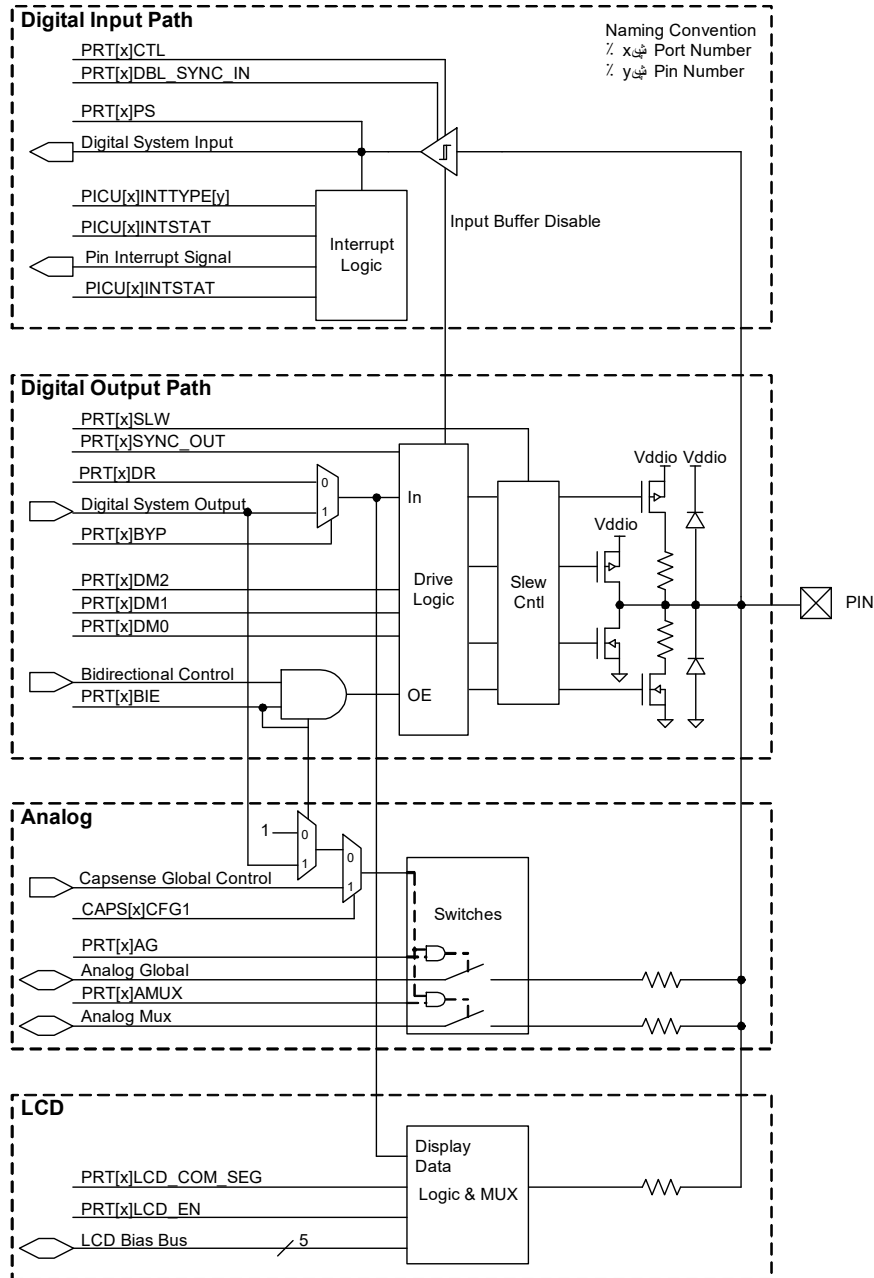 Digital Input Path
Naming Convention
x Port Number
y Pin Number
PRT[x]CTL
PRT[x]DBL_SYNC_IN
PRT[x]PS
Digital System Input
PICU[x]INTTYPE[y]
PICU[x]INTSTAT
Pin Interrupt Signal
PICU[x]INTSTAT
Interrupt
Logic
Input Buffer Disable
Digital Output Path
PRT[x]SLW
PRT[x]SYNC_OUT
PRT[x]DR
Digital System Output
PRT[x]BYP
0
1
PRT[x]DM2
PRT[x]DM1
PRT[x]DM0
Bidirectional Control
PRT[x]BIE
In
Drive
Logic
OE
Slew
Cntl
Vddio Vddio
Vddio
PIN
Analog
1
0
1
0
1
Capsense Global Control
CAPS[x]CFG1
Switches
PRT[x]AG
Analog Global
PRT[x]AMUX
Analog Mux
LCD
Display
Data
Logic & MUX
PRT[x]LCD_COM_SEG
PRT[x]LCD_EN
LCD Bias Bus
5